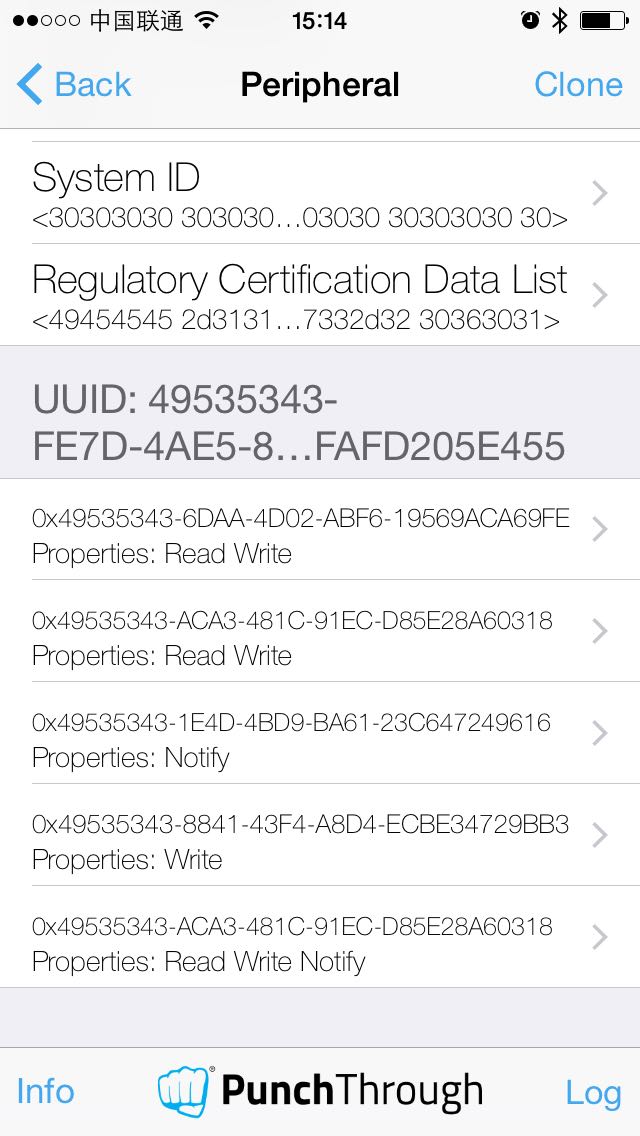 中国联通
15:14
Back
Peripheral
Clone
System ID
<30303030 303030...03030 30303030 30>
Regulatory Certification Data List
<49454545 2d3131...7332d32 30363031>
UUID: 49535343-
FE7D-4AE5-8...FAFD205E455
0x49535343-6DAA-4D02-ABF6-19569ACA69FE
Properties: Read Write
0x49535343-ACA3-481C-91EC-D85E28A60318
Properties: Read Write
0x49535343-1E4D-4BD9-BA61-23C647249616
Properties: Notify
0x49535343-8841-43F4-A8D4-ECBE34729BB3
Properties: Write
0x49535343-ACA3-481C-91EC-D85E28A60318
Properties: Read Write Notify
Info
PunchThrough
Log